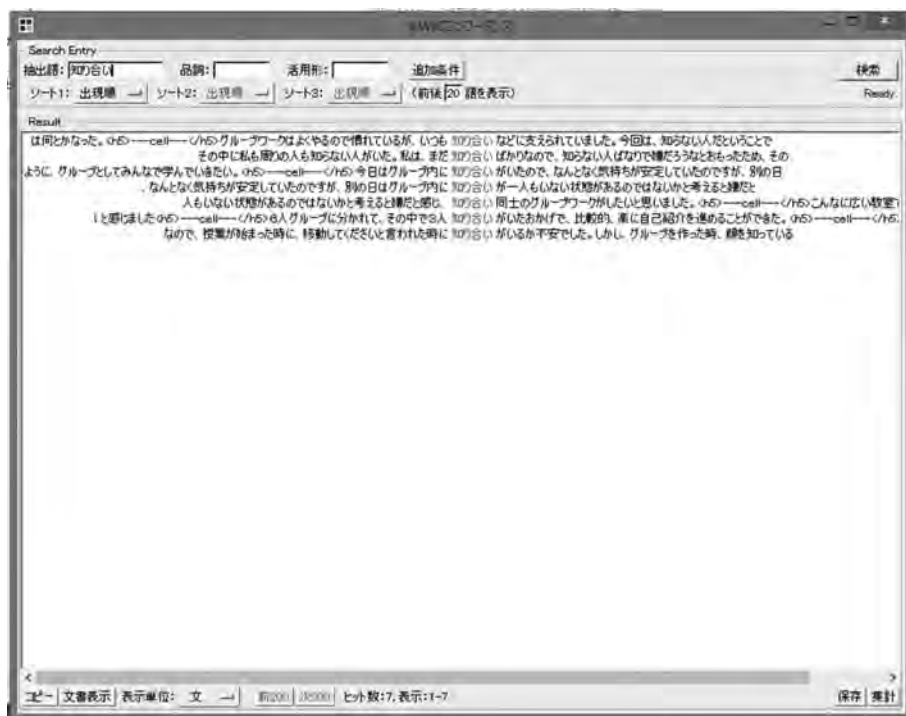 KWICコンコーダンス
Search Entry
抽出語: 知り合い 品詞: 活用形: 追加条件 検索
ソート1: 出現順 ソート2: 出現順 ソート3: 出現順 (前後 20 語を表示) Ready.
Result
は何とかなった。<h5>---cell---</h5>グループワークはよくやるので慣れているが、いつも 知り合い などに支えられていました。今回は、知らない人だということで
その中に私も周りの人も知らない人がいた。私は、まだ 知り合い ばかりなので、知らない人ばなりで嫌だろうなとおもったため、その
ように、グループとしてみんなで学んでいきたい。<h5>---cell---</h5>今日はグループ内に 知り合い がいたので、なんとなく気持ちが安定していたのですが、別の日
、なんとなく気持ちが安定していたのですが、別の日はグループ内に 知り合い が一人もいない状態があるのではないかと考えると嫌だと
人もいない状態があるのではないかと考えると嫌だと感じ、 知り合い 同士のグループワークがしたいと思いました。<h5>---cell---</h5>こんなに広い教室
いと感じました<h5>---cell---</h5>6人グループに分かれて、その中で3人 知り合い がいたおかげで、比較的、楽に自己紹介を進めることができた。<h5>---cell---</h5
なので、授業が始まった時に、移動してくださいと言われた時に 知り合い がいるか不安でした。しかし、グループを作った時、顔を知っている
コピー 文書表示 表示単位: 文 前200 次200 ヒット数:7, 表示:1-7 保存 集計